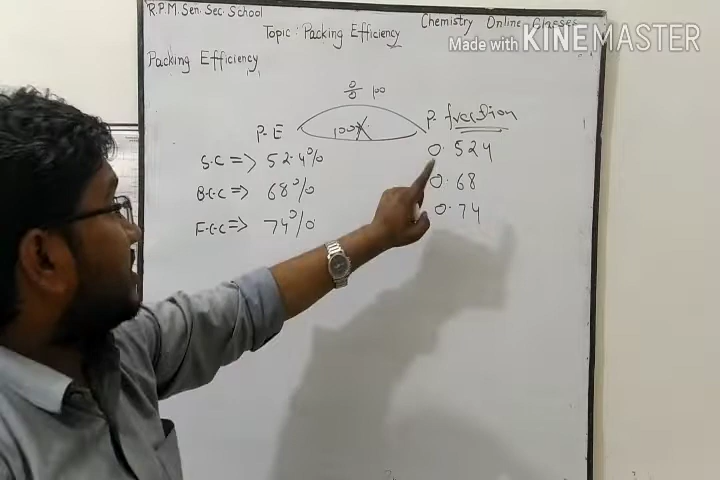 R.P.M. Sen. Sec. School
Chemistry Online Classes
Topic : Packing Efficiency
Made with KINEMASTER
Packing Efficiency
÷ 100
P. E
P. fraction
100 X
S.C => 52.4%
0.524
B.C.C => 68%
0.68
F.C.C => 74%
0.74